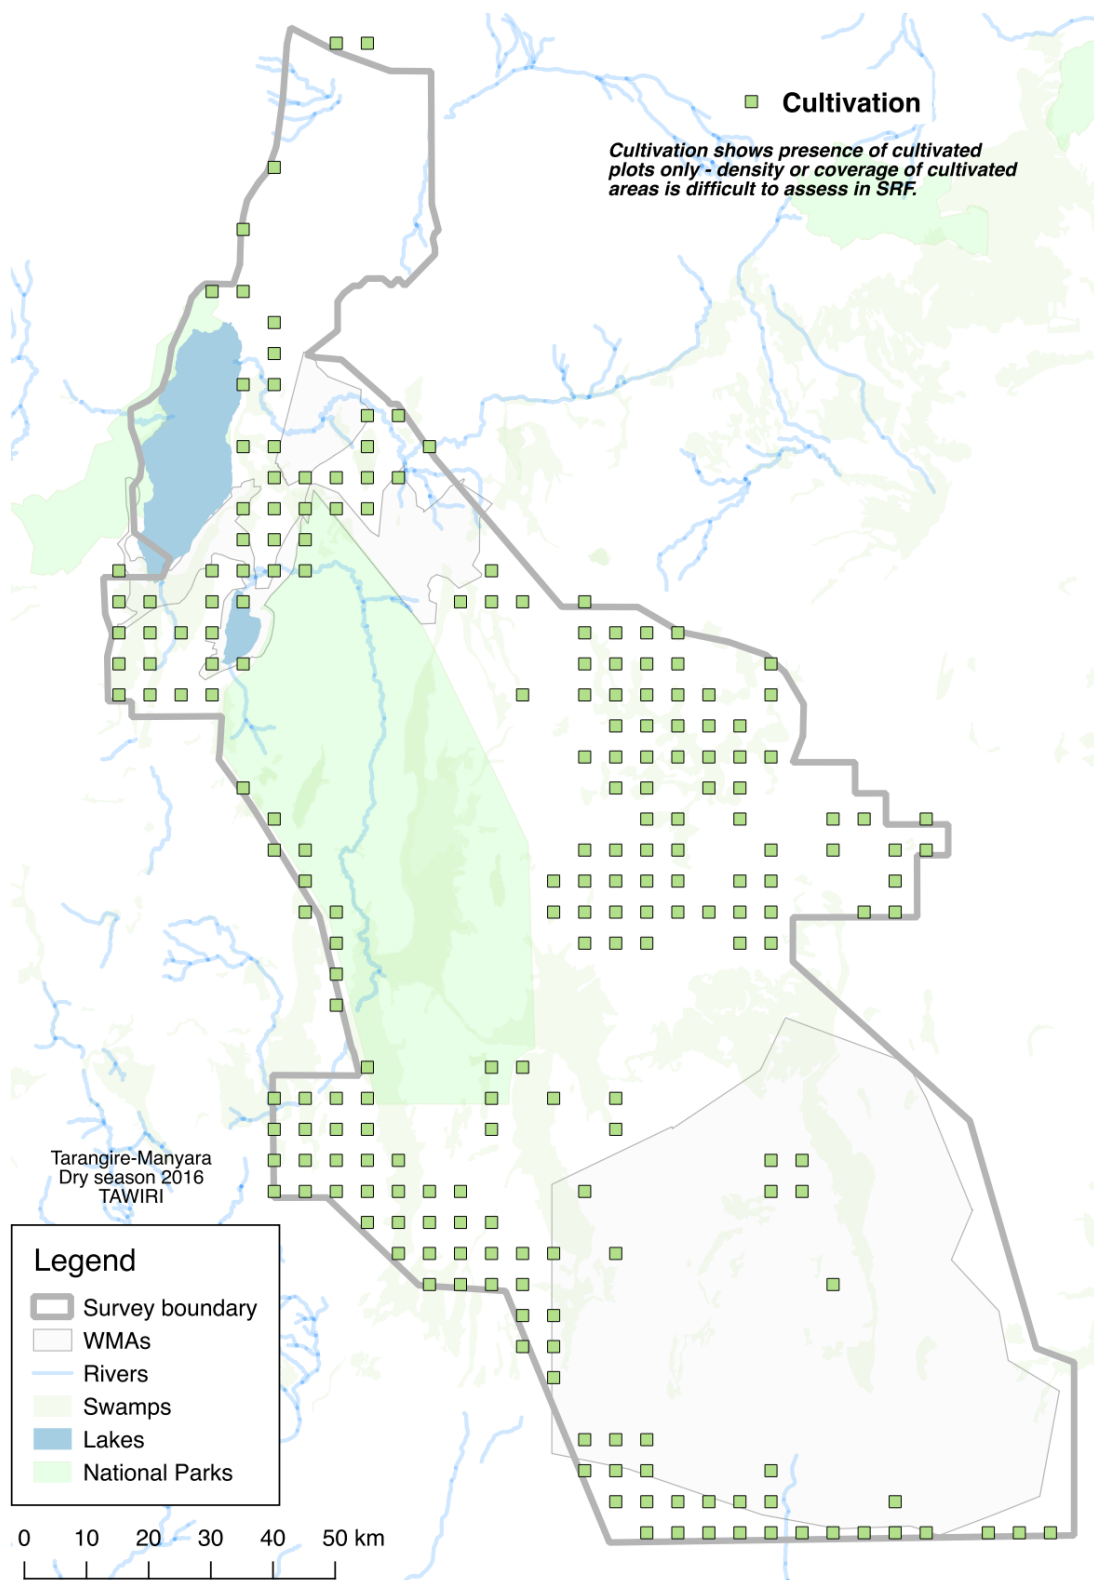 Cultivation
Cultivation shows presence of cultivated
plots only - density or coverage of cultivated
areas is difficult to assess in SRF.
Tarangire-Manyara
Dry season 2016
TAWIRI
Legend
Survey boundary
WMAs
Rivers
Swamps
Lakes
National Parks
0 10 20 30 40 50 km